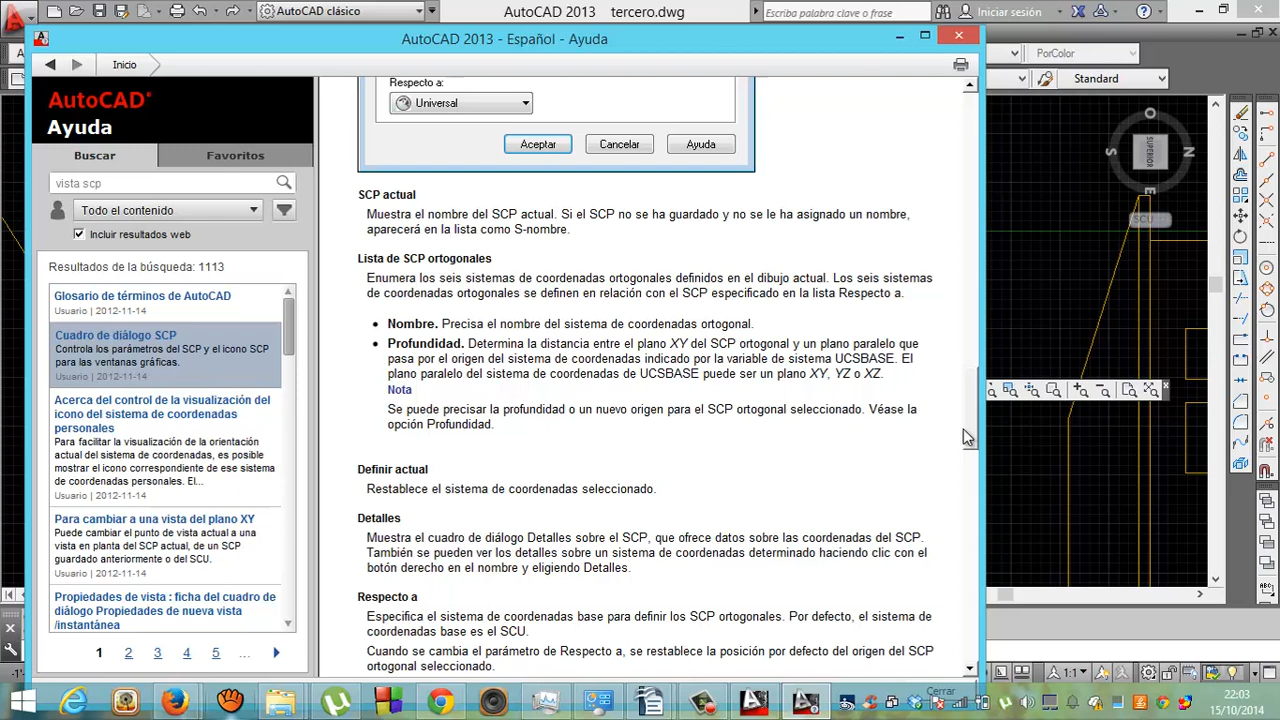 AutoCAD clásico
AutoCAD 2013 tercero.dwg
Escriba palabra clave o frase
Iniciar sesión
AutoCAD 2013 - Español - Ayuda
Inicio
PorColor
Standard
AutoCAD
Ayuda
Buscar
Favoritos
vista scp
Todo el contenido
Incluir resultados web
Resultados de la búsqueda: 1113
Glosario de términos de AutoCAD
Usuario | 2012-11-14
Cuadro de diálogo SCP
Controla los parámetros del SCP y el icono SCP
para las ventanas gráficas.
Usuario | 2012-11-14
Acerca del control de la visualización del
icono del sistema de coordenadas
personales
Para facilitar la visualización de la orientación
actual del sistema de coordenadas, es posible
mostrar el icono correspondiente de ese sistema
de coordenadas personales. El...
Usuario | 2012-11-14
Para cambiar a una vista del plano XY
Puede cambiar el punto de vista actual a una
vista en planta del SCP actual, de un SCP
guardado anteriormente o del SCU.
Usuario | 2012-11-14
Propiedades de vista : ficha del cuadro de
diálogo Propiedades de nueva vista
/instantánea
1 2 3 4 5 ...
Respecto a:
Universal
Aceptar
Cancelar
Ayuda
SCP actual
Muestra el nombre del SCP actual. Si el SCP no se ha guardado y no se le ha asignado un nombre,
aparecerá en la lista como S-nombre.
Lista de SCP ortogonales
Enumera los seis sistemas de coordenadas ortogonales definidos en el dibujo actual. Los seis sistemas
de coordenadas ortogonales se definen en relación con el SCP especificado en la lista Respecto a.
• Nombre. Precisa el nombre del sistema de coordenadas ortogonal.
• Profundidad. Determina la distancia entre el plano XY del SCP ortogonal y un plano paralelo que
pasa por el origen del sistema de coordenadas indicado por la variable de sistema UCSBASE. El
plano paralelo del sistema de coordenadas de UCSBASE puede ser un plano XY, YZ o XZ.
Nota
Se puede precisar la profundidad o un nuevo origen para el SCP ortogonal seleccionado. Véase la
opción Profundidad.
Definir actual
Restablece el sistema de coordenadas seleccionado.
Detalles
Muestra el cuadro de diálogo Detalles sobre el SCP, que ofrece datos sobre las coordenadas del SCP.
También se pueden ver los detalles sobre un sistema de coordenadas determinado haciendo clic con el
botón derecho en el nombre y eligiendo Detalles.
Respecto a
Especifica el sistema de coordenadas base para definir los SCP ortogonales. Por defecto, el sistema de
coordenadas base es el SCU.
Cuando se cambia el parámetro de Respecto a, se restablece la posición por defecto del origen del SCP
ortogonal seleccionado.
O
S
SUPERIOR
N
E
SCU
1:1
Cerrar
22:03
15/10/2014